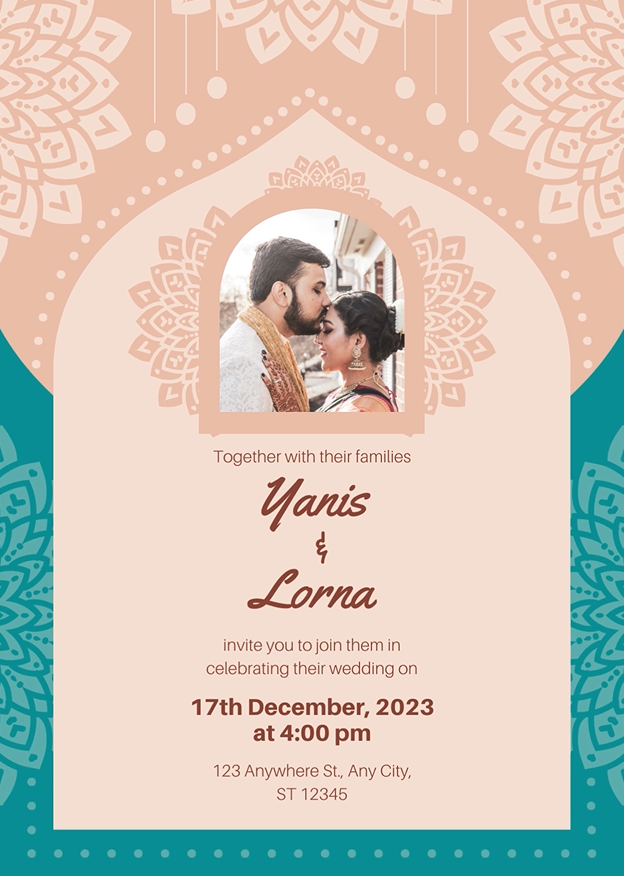 Together with their families
Yanis
&
Lorna
invite you to join them in
celebrating their wedding on
17th December, 2023
at 4:00 pm
123 Anywhere St., Any City,
ST 12345